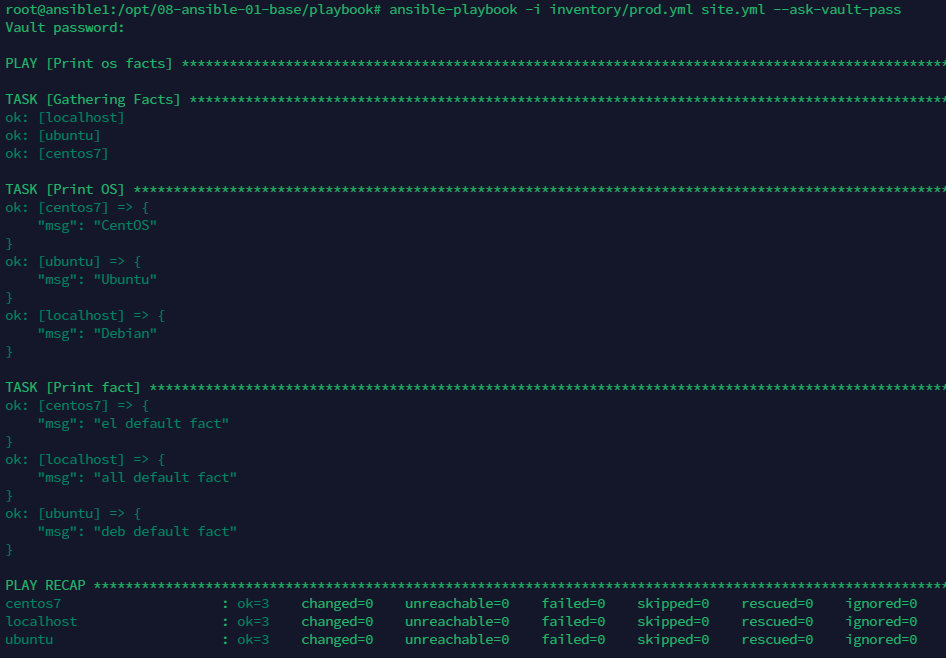 root@ansible1:/opt/08-ansible-01-base/playbook# ansible-playbook -i inventory/prod.yml site.yml --ask-vault-pass
Vault password:

PLAY [Print os facts] ************************************************************************************************

TASK [Gathering Facts] ***********************************************************************************************
ok: [localhost]
ok: [ubuntu]
ok: [centos7]

TASK [Print OS] ******************************************************************************************************
ok: [centos7] => {
    "msg": "CentOS"
}
ok: [ubuntu] => {
    "msg": "Ubuntu"
}
ok: [localhost] => {
    "msg": "Debian"
}

TASK [Print fact] ****************************************************************************************************
ok: [centos7] => {
    "msg": "el default fact"
}
ok: [localhost] => {
    "msg": "all default fact"
}
ok: [ubuntu] => {
    "msg": "deb default fact"
}

PLAY RECAP ***********************************************************************************************************
centos7                    : ok=3    changed=0    unreachable=0    failed=0    skipped=0    rescued=0    ignored=0
localhost                  : ok=3    changed=0    unreachable=0    failed=0    skipped=0    rescued=0    ignored=0
ubuntu                     : ok=3    changed=0    unreachable=0    failed=0    skipped=0    rescued=0    ignored=0